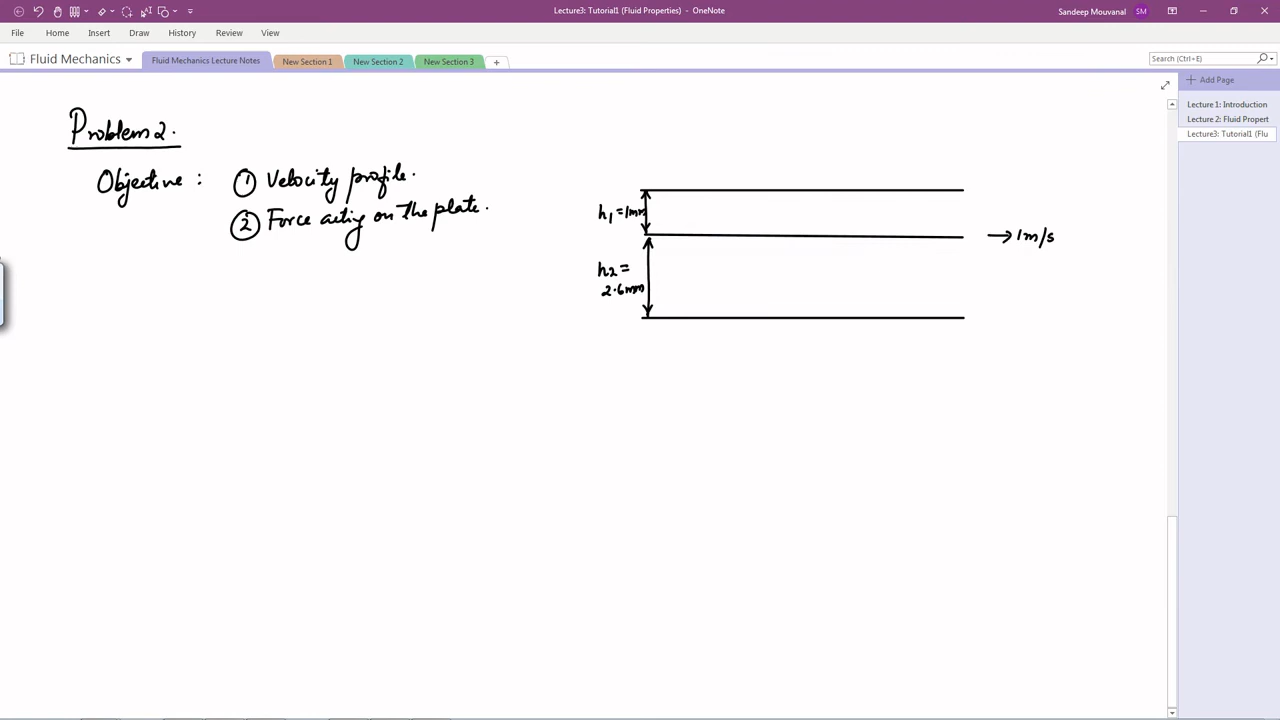 Lecture3: Tutorial1 (Fluid Properties) - OneNote
Sandeep Mouvanal
SM
File Home Insert Draw History Review View
Fluid Mechanics
Fluid Mechanics Lecture Notes
New Section 1
New Section 2
New Section 3
Search (Ctrl+E)
Add Page
Lecture 1: Introduction
Lecture 2: Fluid Propert
Lecture3: Tutorial1 (Flu
Problem 2.
Objective : ① Velocity profile.
② Force acting on the plate.
h1=1mm
1m/s
h2=
2.6mm